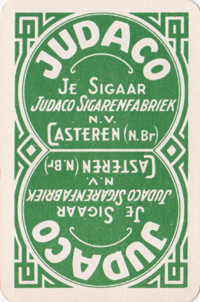 JUDACO
JE SIGAAR
JUDACO SIGARENFABRIEK
N.V.
CASTEREN (N.Br)
CASTEREN (N.Br)
N.V.
JUDACO SIGARENFABRIEK
JE SIGAAR
JUDACO